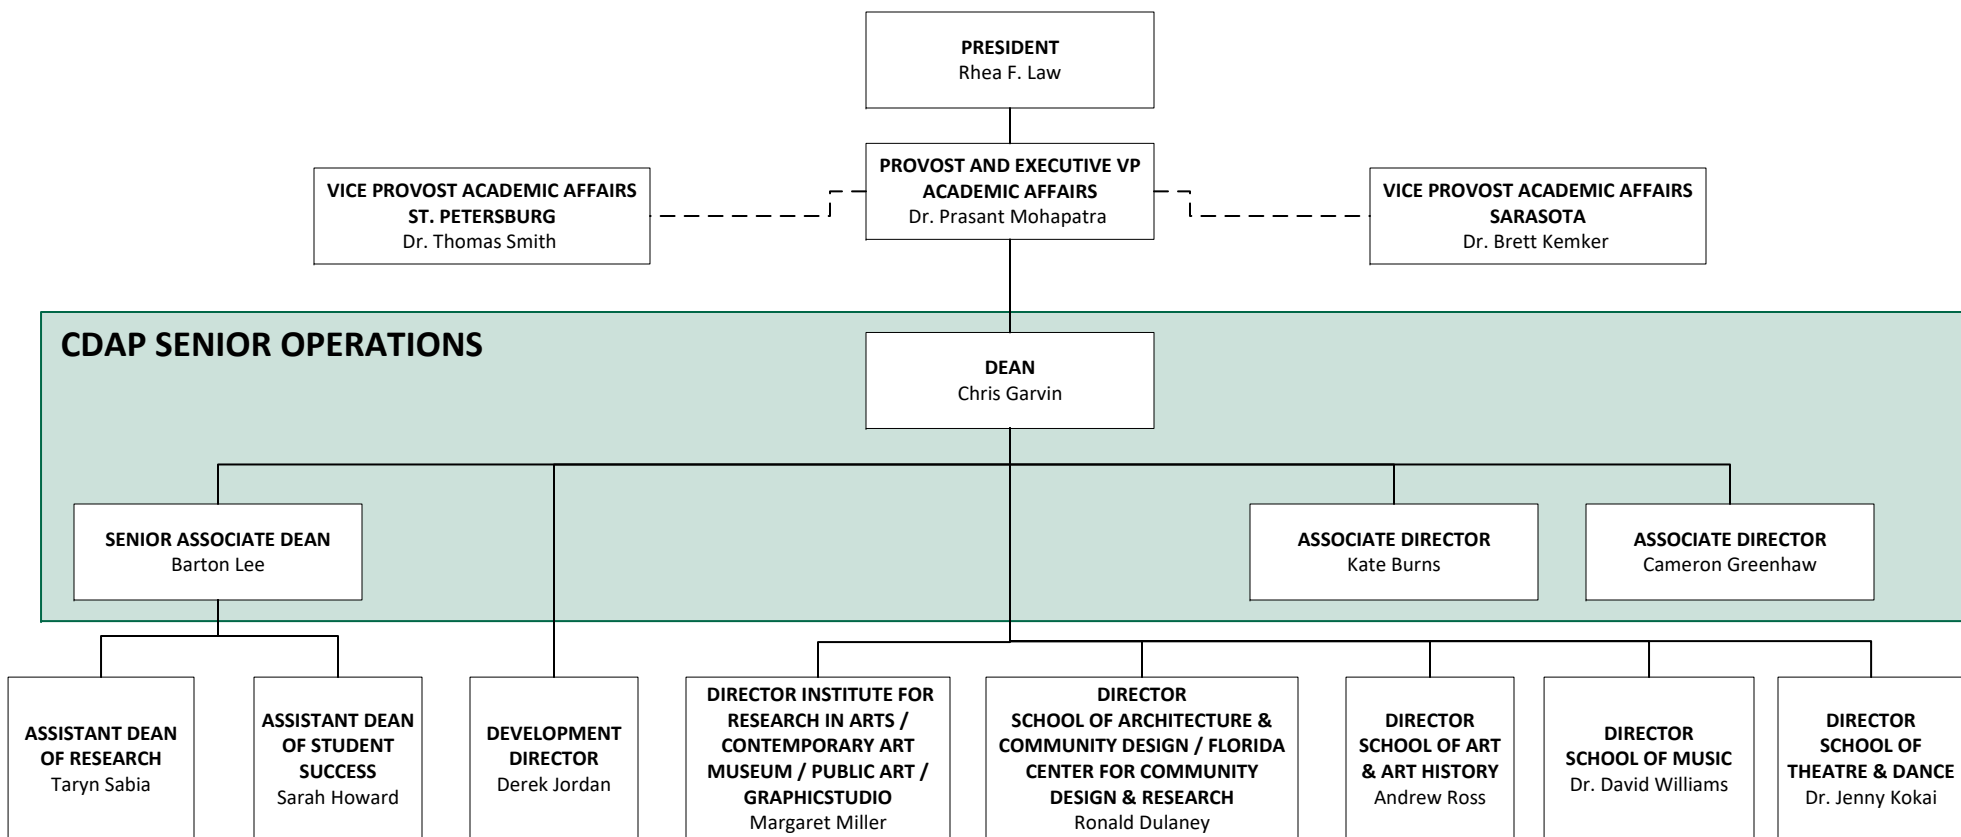 PRESIDENT
Rhea F. Law
PROVOST AND EXECUTIVE VP
ACADEMIC AFFAIRS
Dr. Prasant Mohapatra
VICE PROVOST ACADEMIC AFFAIRS
ST. PETERSBURG
Dr. Thomas Smith
VICE PROVOST ACADEMIC AFFAIRS
SARASOTA
Dr. Brett Kemker
CDAP SENIOR OPERATIONS
DEAN
Chris Garvin
SENIOR ASSOCIATE DEAN
Barton Lee
ASSOCIATE DIRECTOR
Kate Burns
ASSOCIATE DIRECTOR
Cameron Greenhaw
ASSISTANT DEAN
OF RESEARCH
Taryn Sabia
ASSISTANT DEAN
OF STUDENT
SUCCESS
Sarah Howard
DEVELOPMENT
DIRECTOR
Derek Jordan
DIRECTOR INSTITUTE FOR
RESEARCH IN ARTS /
CONTEMPORARY ART
MUSEUM / PUBLIC ART /
GRAPHICSTUDIO
Margaret Miller
DIRECTOR
SCHOOL OF ARCHITECTURE &
COMMUNITY DESIGN / FLORIDA
CENTER FOR COMMUNITY
DESIGN & RESEARCH
Ronald Dulaney
DIRECTOR
SCHOOL OF ART
& ART HISTORY
Andrew Ross
DIRECTOR
SCHOOL OF MUSIC
Dr. David Williams
DIRECTOR
SCHOOL OF
THEATRE & DANCE
Dr. Jenny Kokai